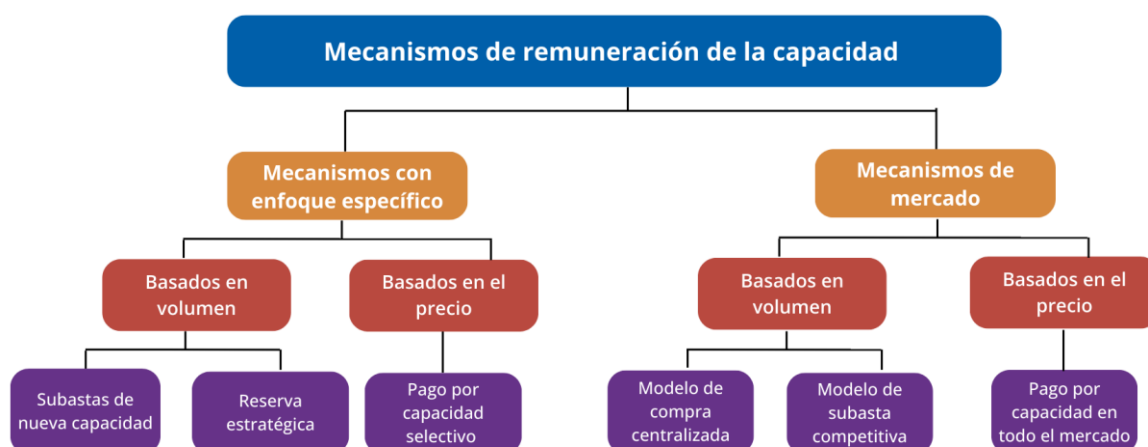 Mecanismos de remuneración de la capacidad
Mecanismos con
enfoque específico
Mecanismos de
mercado
Basados en
volumen
Basados en el
precio
Basados en
volumen
Basados en el
precio
Subastas de
nueva capacidad
Reserva
estratégica
Pago por
capacidad
selectivo
Modelo de
compra
centralizada
Modelo de
subasta
competitiva
Pago por
capacidad en
todo el mercado